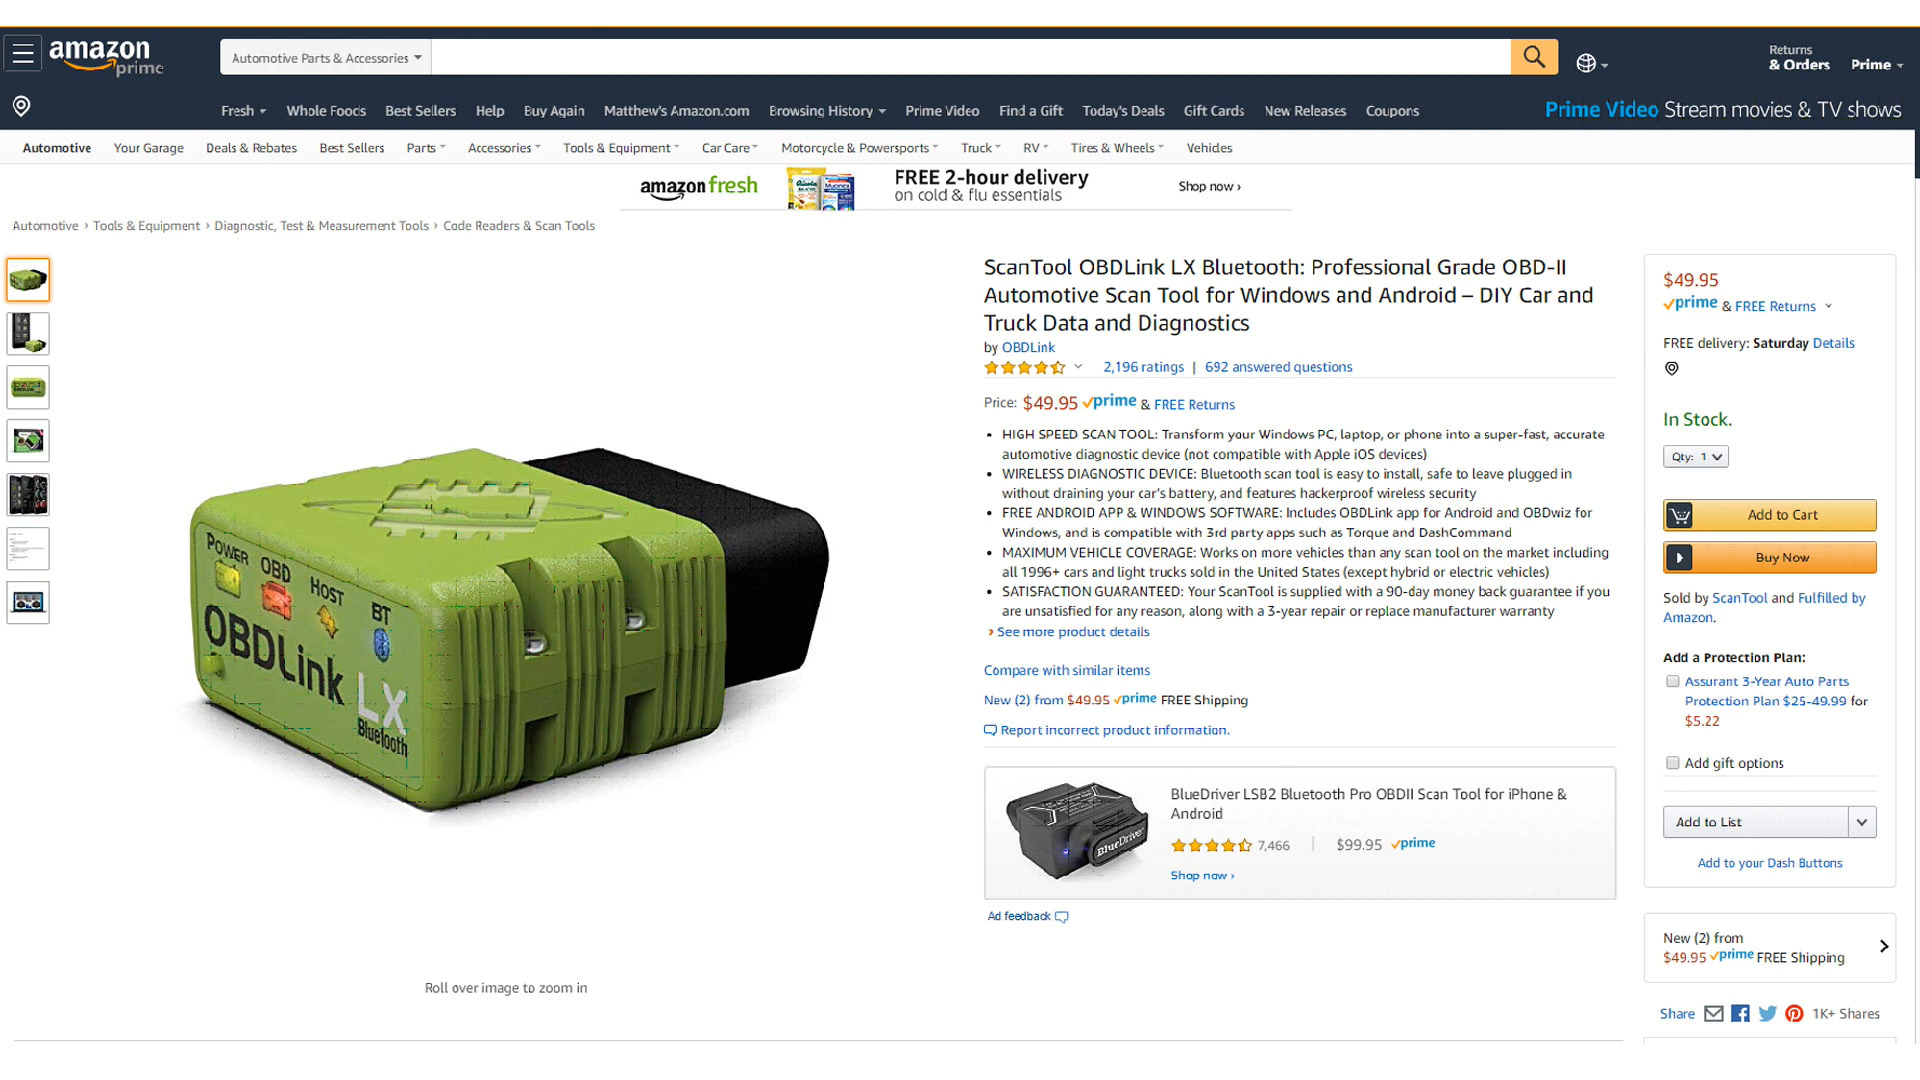 amazon prime
Automotive Parts & Accessories
Returns
& Orders
Prime
Fresh Whole Foods Best Sellers Help Buy Again Matthew's Amazon.com Browsing History Prime Video Find a Gift Today's Deals Gift Cards New Releases Coupons
Prime Video Stream movies & TV shows
Automotive Your Garage Deals & Rebates Best Sellers Parts Accessories Tools & Equipment Car Care Motorcycle & Powersports Truck RV Tires & Wheels Vehicles
amazon fresh
FREE 2-hour delivery
on cold & flu essentials
Shop now ›
Automotive › Tools & Equipment › Diagnostic, Test & Measurement Tools › Code Readers & Scan Tools
POWER OBD HOST BT
OBDLink LX
Bluetooth
Roll over image to zoom in
ScanTool OBDLink LX Bluetooth: Professional Grade OBD-II
Automotive Scan Tool for Windows and Android – DIY Car and
Truck Data and Diagnostics
by OBDLink
2,196 ratings | 692 answered questions
Price: $49.95 prime & FREE Returns
• HIGH SPEED SCAN TOOL: Transform your Windows PC, laptop, or phone into a super-fast, accurate
automotive diagnostic device (not compatible with Apple iOS devices)
• WIRELESS DIAGNOSTIC DEVICE: Bluetooth scan tool is easy to install, safe to leave plugged in
without draining your car's battery, and features hackerproof wireless security
• FREE ANDROID APP & WINDOWS SOFTWARE: Includes OBDLink app for Android and OBDwiz for
Windows, and is compatible with 3rd party apps such as Torque and DashCommand
• MAXIMUM VEHICLE COVERAGE: Works on more vehicles than any scan tool on the market including
all 1996+ cars and light trucks sold in the United States (except hybrid or electric vehicles)
• SATISFACTION GUARANTEED: Your ScanTool is supplied with a 90-day money back guarantee if you
are unsatisfied for any reason, along with a 3-year repair or replace manufacturer warranty
› See more product details
Compare with similar items
New (2) from $49.95 prime FREE Shipping
Report incorrect product information.
BlueDriver
BlueDriver LSB2 Bluetooth Pro OBDII Scan Tool for iPhone &
Android
7,466 | $99.95 prime
Shop now ›
Ad feedback
$49.95
prime & FREE Returns
FREE delivery: Saturday Details
In Stock.
Qty: 1
Add to Cart
Buy Now
Sold by ScanTool and Fulfilled by
Amazon.
Add a Protection Plan:
Assurant 3-Year Auto Parts
Protection Plan $25-49.99 for
$5.22
Add gift options
Add to List
Add to your Dash Buttons
New (2) from
$49.95 prime FREE Shipping
Share 1K+ Shares